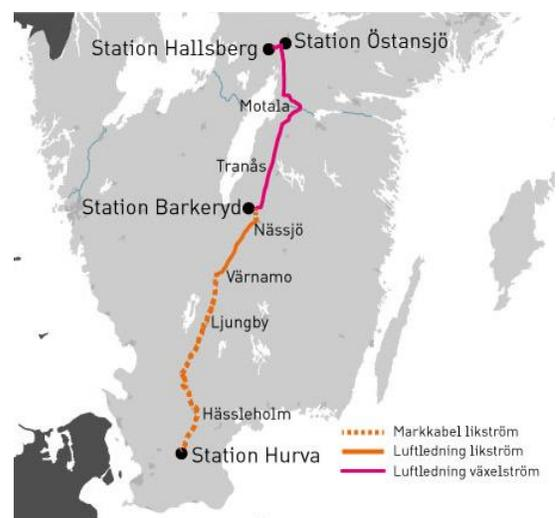 Station Östansjö
Station Hallsberg
Motala
Tranås
Station Barkeryd
Nässjö
Värnamo
Ljungby
Hässleholm
Station Hurva
Markkabel likström
Luftledning likström
Luftledning växelström